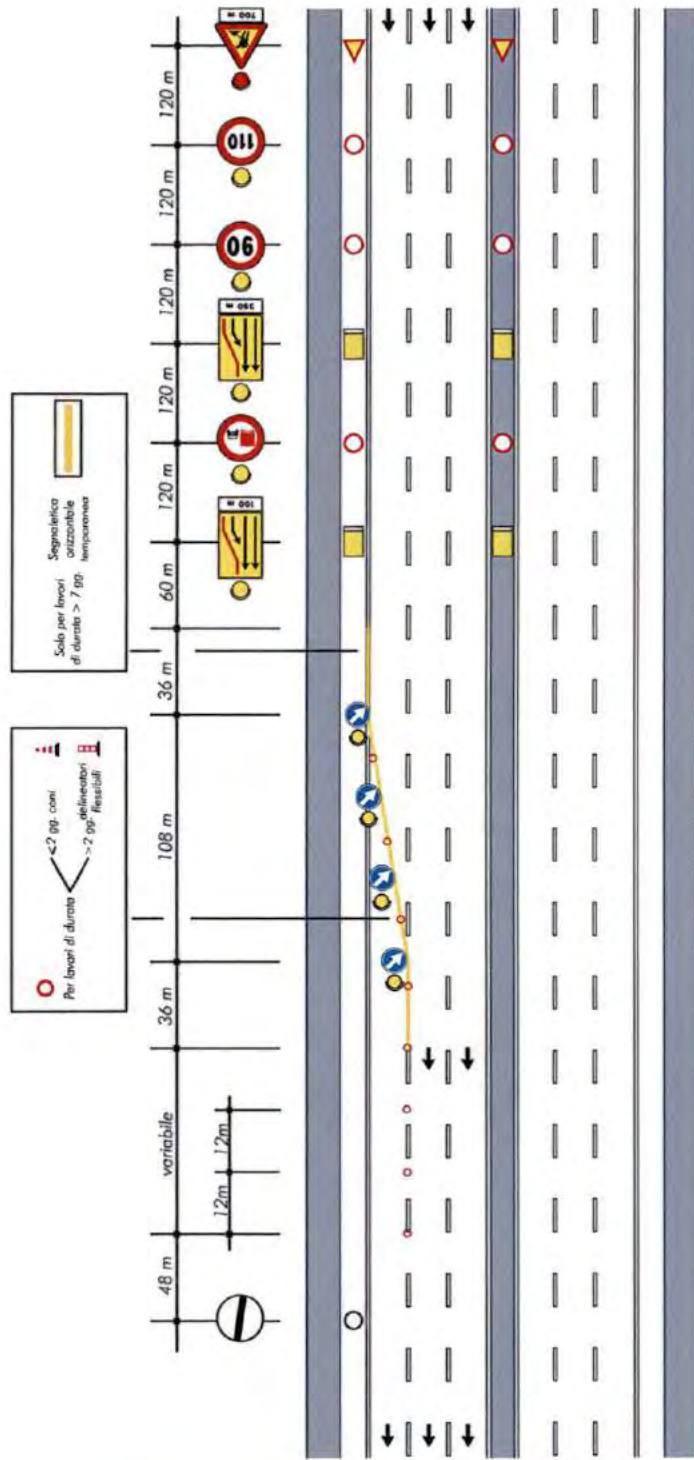 Per lavori di durata
<2 gg. coni
>2 gg. delineatori
flessibili
Solo per lavori
di durata > 7 gg.
Segnaletica
orizzontale
temporanea
48 m
variabile
36 m
108 m
36 m
60 m
120 m
120 m
120 m
120 m
120 m
12m
12m
100 m
350 m
90
110
700 m